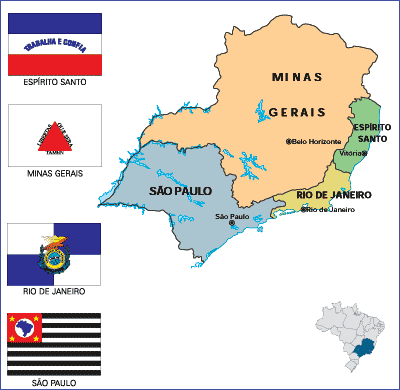 TRABALHA E CONFIA
ESPÍRITO SANTO
MINAS GERAIS
RIO DE JANEIRO
SÃO PAULO
MINAS
GERAIS
Belo Horizonte
ESPÍRITO
SANTO
Vitória
SÃO PAULO
RIO DE JANEIRO
São Paulo
Rio de Janeiro